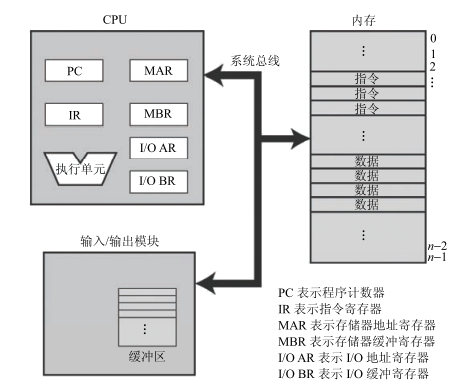 CPU
PC
MAR
IR
MBR
执行单元
I/O AR
I/O BR
系统总线
内存
0
1
2
⋮
⋮
指令
指令
指令
⋮
数据
数据
数据
数据
⋮
n−2
n−1
输入/输出模块
⋮
缓冲区
PC 表示程序计数器
IR 表示指令寄存器
MAR 表示存储器地址寄存器
MBR 表示存储器缓冲寄存器
I/O AR 表示 I/O 地址寄存器
I/O BR 表示 I/O 缓冲寄存器